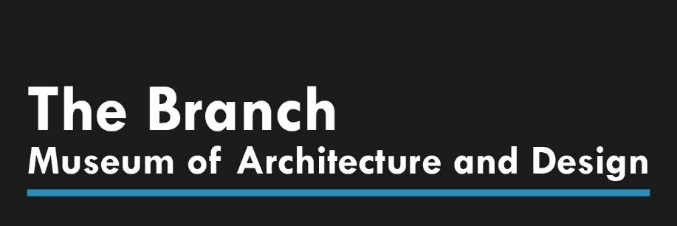 The Branch
Museum of Architecture and Design